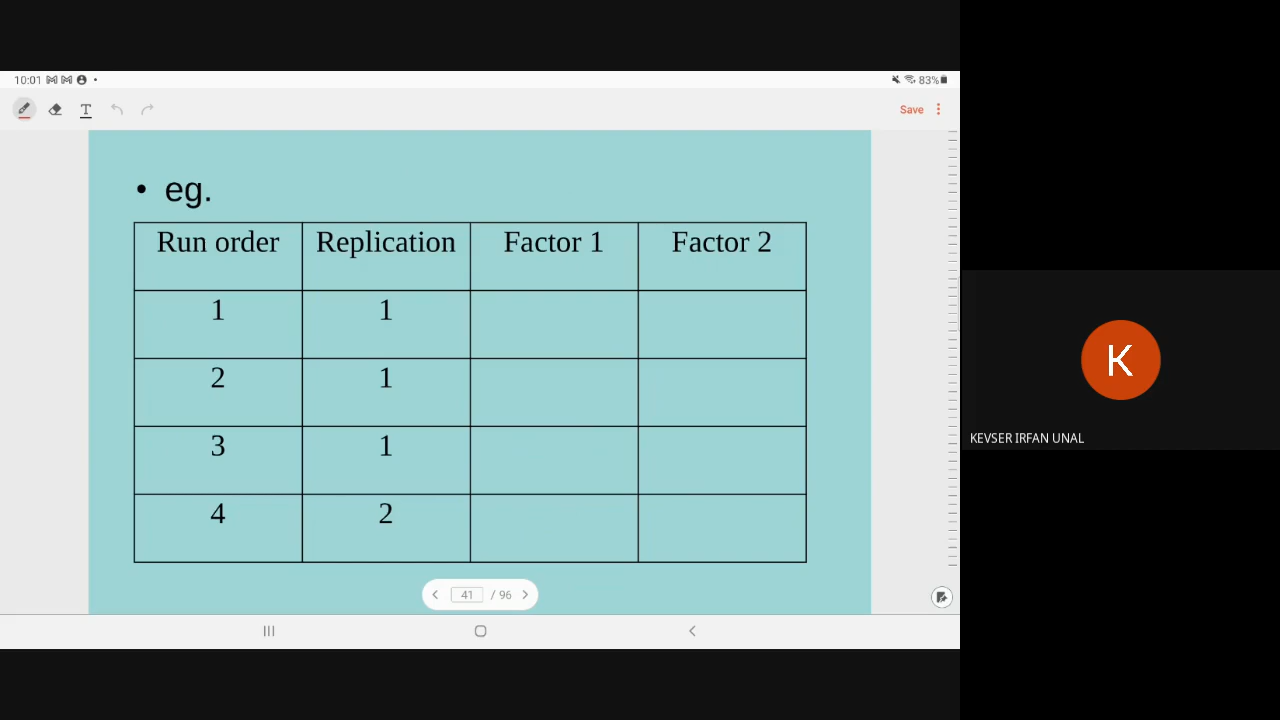 10:01 83%
T Save
• eg.
Run order Replication Factor 1 Factor 2
1 1
2 1
3 1
4 2
41 / 96
K
KEVSER IRFAN UNAL